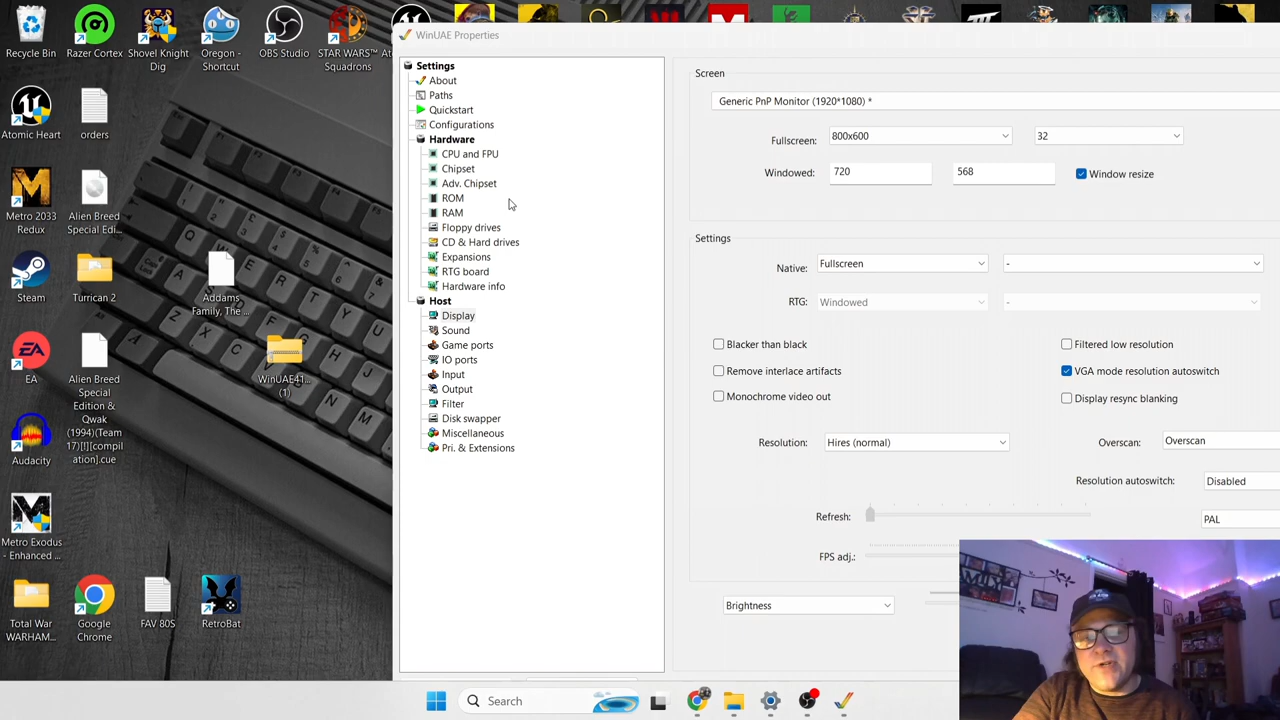 Recycle Bin
Razer Cortex
Shovel Knight
Dig
Oregon -
Shortcut
OBS Studio
STAR WARS™
Squadrons
Atomic Heart
orders
Metro 2033
Redux
Alien Breed
Special Edi...
Steam
Turrican 2
Addams
Family, The ...
EA
Alien Breed
Special
Edition &
Qwak
(1994)(Team
17)[!][compil
ation].cue
WinUAE41...
(1)
Audacity
Metro Exodus
- Enhanced ...
Total War
WARHAM...
Google
Chrome
FAV 80S
RetroBat
WinUAE Properties
Settings
About
Paths
Quickstart
Configurations
Hardware
CPU and FPU
Chipset
Adv. Chipset
ROM
RAM
Floppy drives
CD & Hard drives
Expansions
RTG board
Hardware info
Host
Display
Sound
Game ports
IO ports
Input
Output
Filter
Disk swapper
Miscellaneous
Pri. & Extensions
Screen
Generic PnP Monitor (1920*1080) *
Fullscreen: 800x600 32
Windowed: 720 568 Window resize
Settings
Native: Fullscreen -
RTG: Windowed -
Blacker than black Filtered low resolution
Remove interlace artifacts VGA mode resolution autoswitch
Monochrome video out Display resync blanking
Resolution: Hires (normal) Overscan: Overscan
Resolution autoswitch: Disabled
Refresh: PAL
FPS adj.:
Brightness
Search